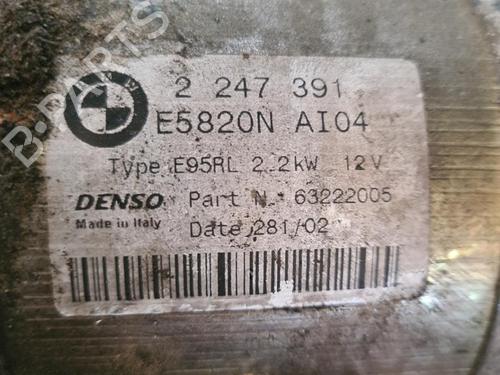 BMW
2 247 391
E5820N AI04
Type E95RL 2.2kW 12V
DENSO Part N. 63222005
Made in Italy Date 281/02
B-PARTS